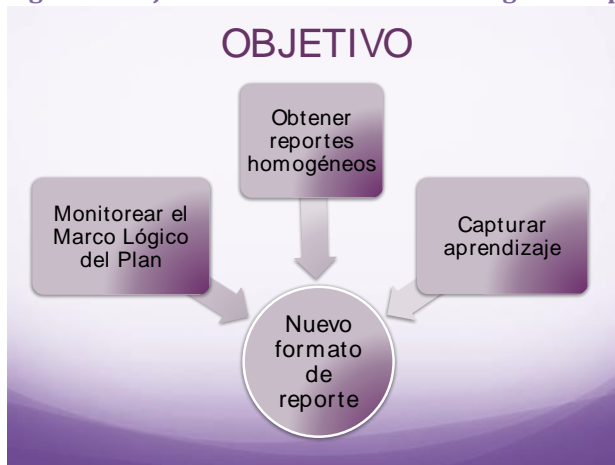 OBJETIVO
Obtener
reportes
homogéneos
Monitorear el
Marco Lógico
del Plan
Capturar
aprendizaje
Nuevo
formato
de
reporte